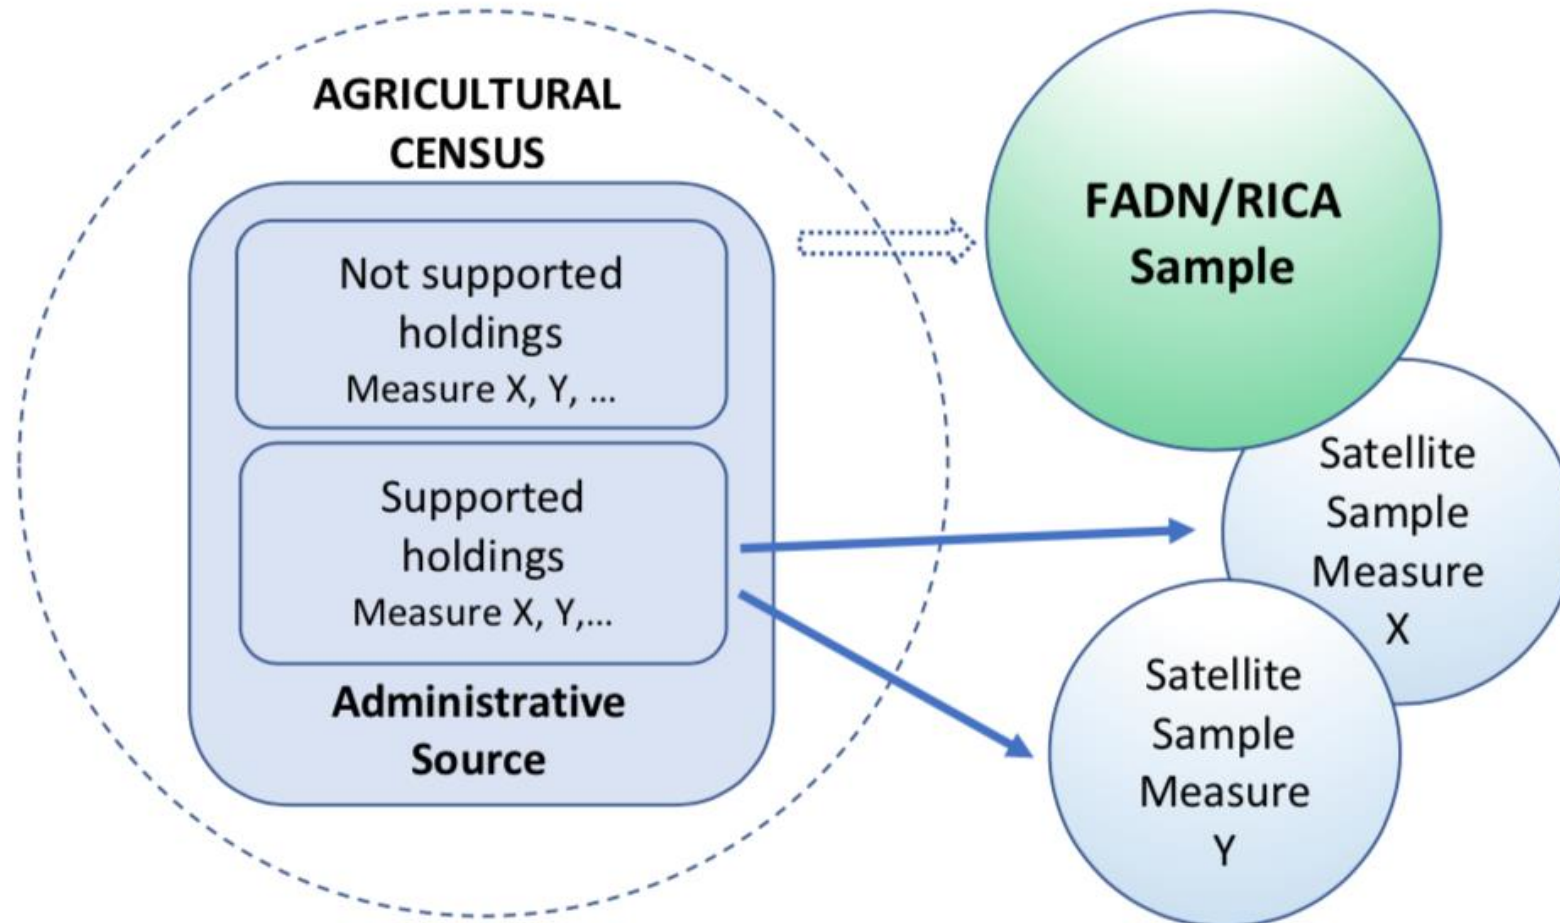 AGRICULTURAL
CENSUS
Not supported
holdings
Measure X, Y, ...
Supported
holdings
Measure X, Y,...
Administrative
Source
FADN/RICA
Sample
Satellite
Sample
Measure
X
Satellite
Sample
Measure
Y